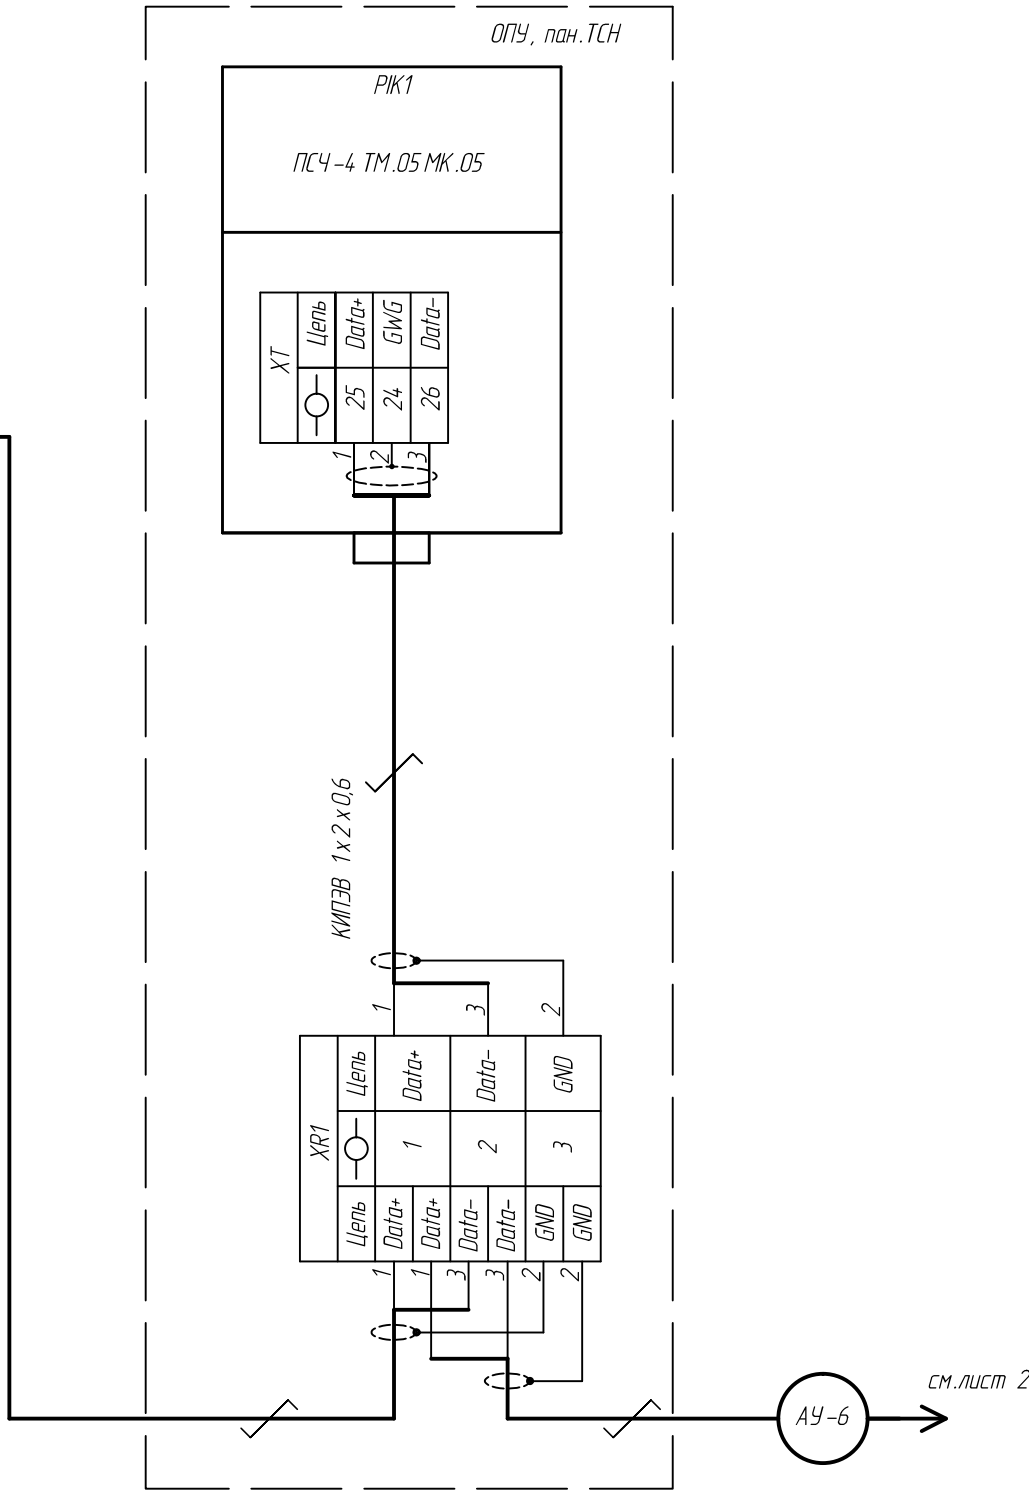 ОПУ, пан.ТСН
PIK1
ПСЧ-4 ТМ.05 МК.05
XT
Цепь
Data+
GWG
Data-
25
24
26
1
2
3
КИПЭВ 1х2х0,6
1
3
2
XR1
Цепь
Data+
Data-
GND
1
2
3
Цепь
Data+
Data+
Data-
Data-
GND
GND
1
1
3
3
2
2
АУ-6
см.лист 2